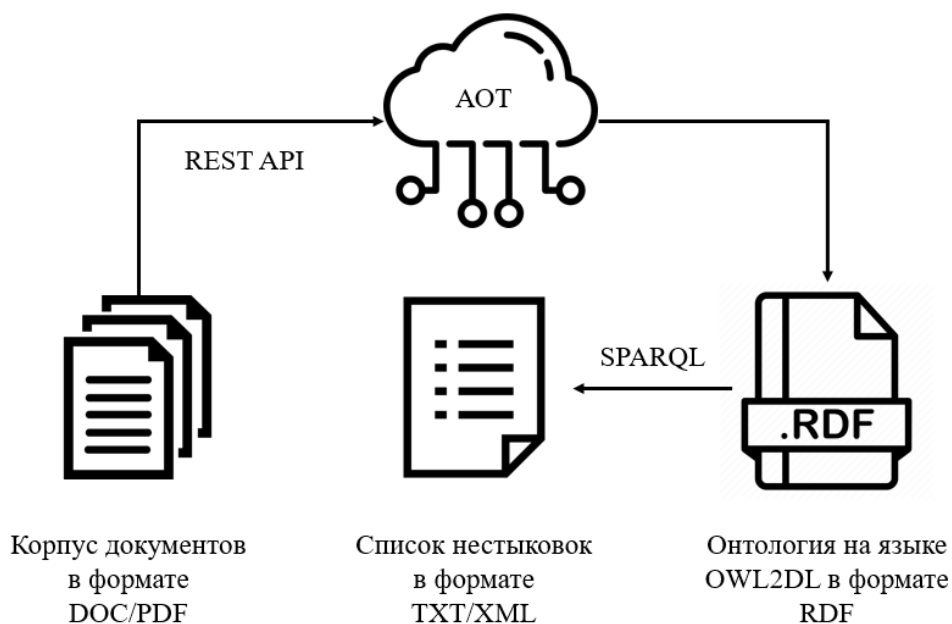 АОТ
REST API
SPARQL
.RDF
Корпус документов
в формате
DOC/PDF
Список нестыковок
в формате
TXT/XML
Онтология на языке
OWL2DL в формате
RDF